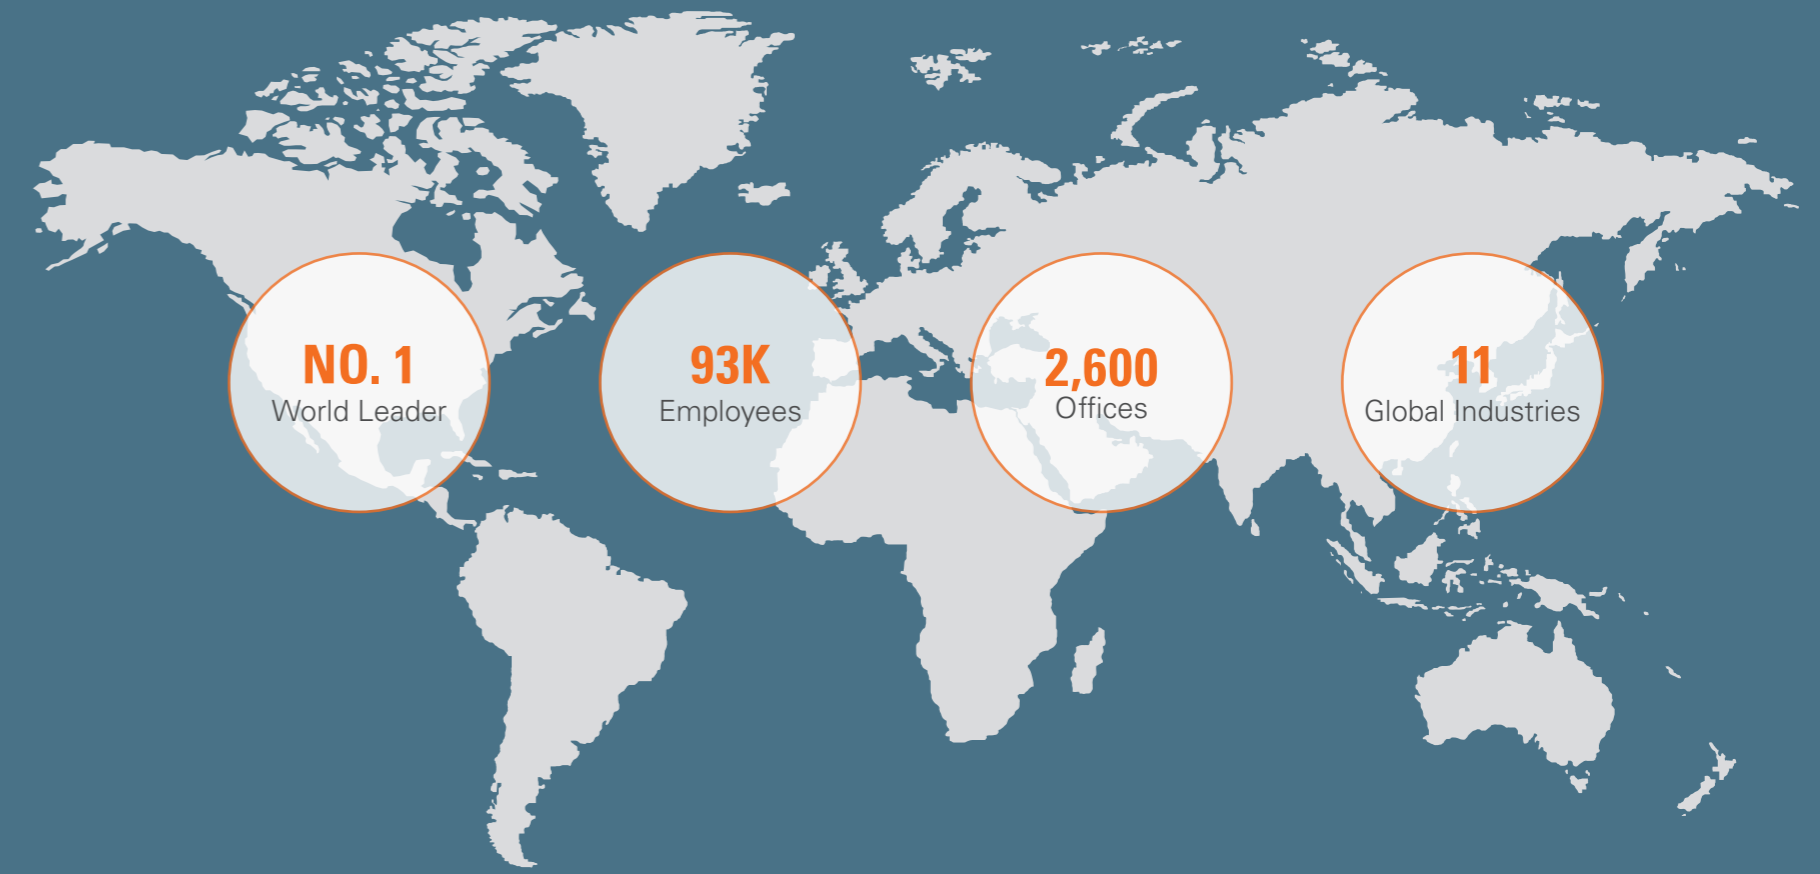 NO. 1
World Leader
93K
Employees
2,600
Offices
11
Global Industries